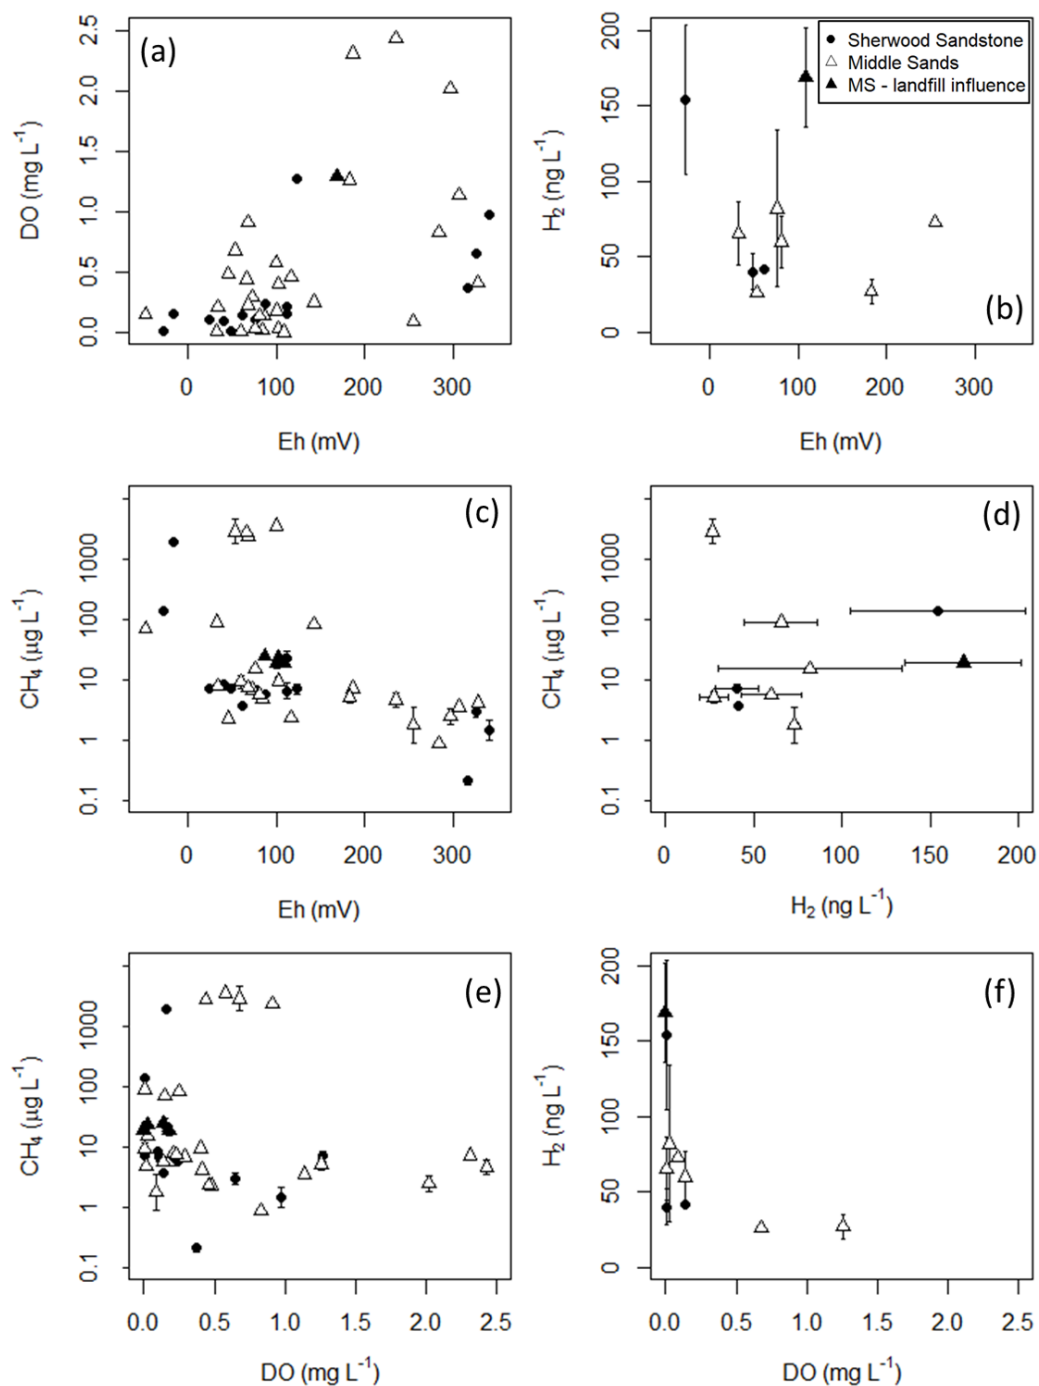 (a)
DO (mg L-1)
0.0 0.5 1.0 1.5 2.0 2.5
0 100 200 300
Eh (mV)
Sherwood Sandstone
Middle Sands
MS - landfill influence
(b)
H2 (ng L-1)
0 50 100 150 200
0 100 200 300
Eh (mV)
(c)
CH4 (µg L-1)
0.1 1 10 100 1000
0 100 200 300
Eh (mV)
(d)
CH4 (µg L-1)
0.1 1 10 100 1000
0 50 100 150 200
H2 (ng L-1)
(e)
CH4 (µg L-1)
0.1 1 10 100 1000
0.0 0.5 1.0 1.5 2.0 2.5
DO (mg L-1)
(f)
H2 (ng L-1)
0 50 100 150 200
0.0 0.5 1.0 1.5 2.0 2.5
DO (mg L-1)